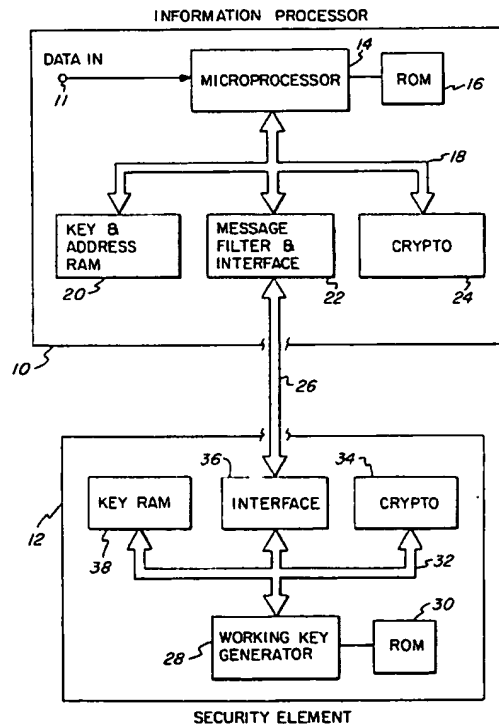 INFORMATION PROCESSOR
DATA IN
11
14
MICROPROCESSOR
ROM
16
18
KEY &
ADDRESS
RAM
20
MESSAGE
FILTER &
INTERFACE
22
CRYPTO
24
10
26
12
KEY RAM
38
36
INTERFACE
34
CRYPTO
32
28
WORKING KEY
GENERATOR
30
ROM
SECURITY ELEMENT